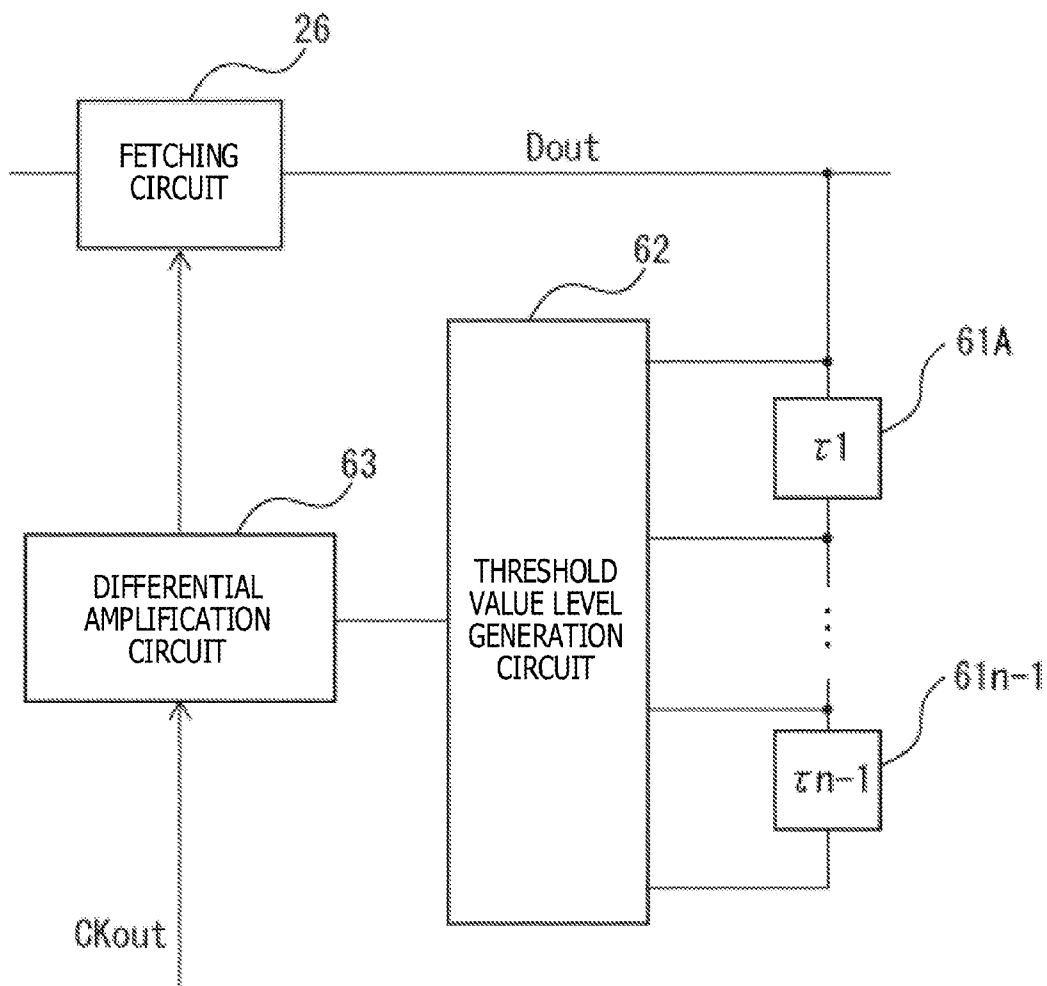 26
FETCHING
CIRCUIT
Dout
62
61A
τ1
63
DIFFERENTIAL
AMPLIFICATION
CIRCUIT
THRESHOLD
VALUE LEVEL
GENERATION
CIRCUIT
61n-1
τn-1
CKout